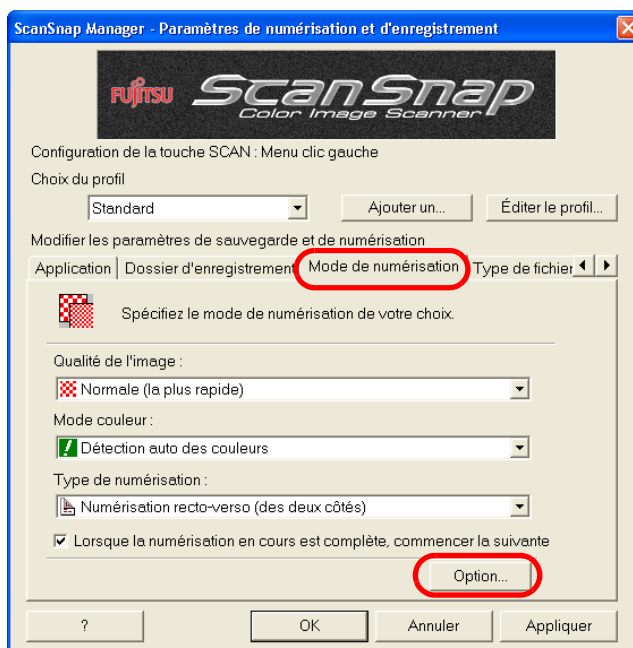 ScanSnap Manager - Paramètres de numérisation et d'enregistrement
FUJITSU ScanSnap
Color Image Scanner
Configuration de la touche SCAN : Menu clic gauche
Choix du profil
Standard Ajouter un... Éditer le profil...
Modifier les paramètres de sauvegarde et de numérisation
Application Dossier d'enregistrement Mode de numérisation Type de fichier
Spécifiez le mode de numérisation de votre choix.
Qualité de l'image :
Normale (la plus rapide)
Mode couleur :
Détection auto des couleurs
Type de numérisation :
Numérisation recto-verso (des deux côtés)
Lorsque la numérisation en cours est complète, commencer la suivante
Option...
? OK Annuler Appliquer